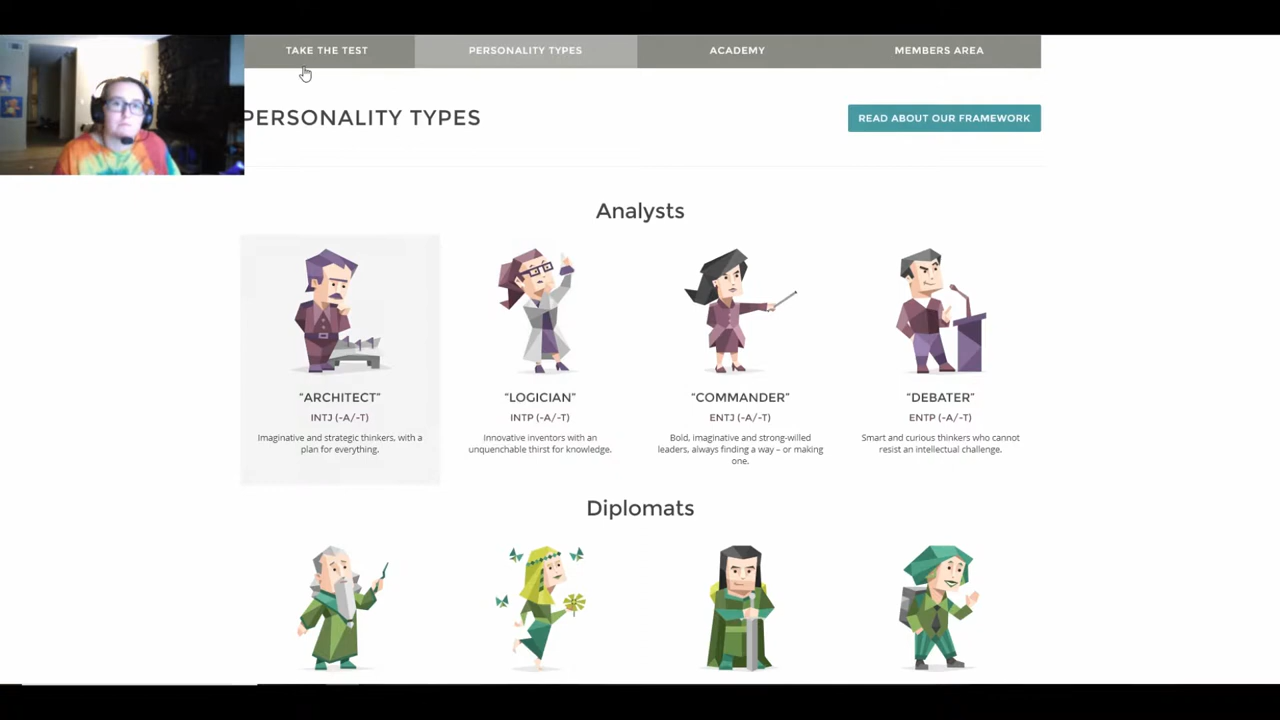 TAKE THE TEST
PERSONALITY TYPES
ACADEMY
MEMBERS AREA
PERSONALITY TYPES
READ ABOUT OUR FRAMEWORK
Analysts
“ARCHITECT”
INTJ (-A/-T)
Imaginative and strategic thinkers, with a
plan for everything.
“LOGICIAN”
INTP (-A/-T)
Innovative inventors with an
unquenchable thirst for knowledge.
“COMMANDER”
ENTJ (-A/-T)
Bold, imaginative and strong-willed
leaders, always finding a way – or making
one.
“DEBATER”
ENTP (-A/-T)
Smart and curious thinkers who cannot
resist an intellectual challenge.
Diplomats